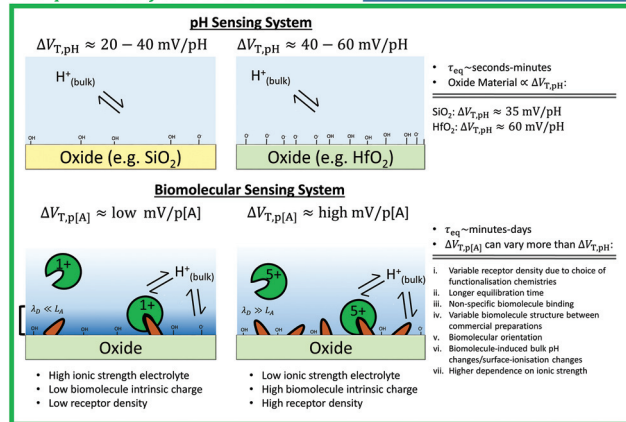 pH Sensing System
ΔV_T,pH ≈ 20 − 40 mV/pH
ΔV_T,pH ≈ 40 − 60 mV/pH
H⁺(bulk)
OH OH OH O⁻
Oxide (e.g. SiO₂)
H⁺(bulk)
Oxide (e.g. HfO₂)
• τ_eq~seconds-minutes
• Oxide Material ∝ ΔV_T,pH:
SiO₂: ΔV_T,pH ≈ 35 mV/pH
HfO₂: ΔV_T,pH ≈ 60 mV/pH
Biomolecular Sensing System
ΔV_T,p[A] ≈ low mV/p[A]
ΔV_T,p[A] ≈ high mV/p[A]
1+
H⁺(bulk)
1+
λ_D ≪ L_A
Oxide
5+
H⁺(bulk)
5+
λ_D ≫ L_A
Oxide
• High ionic strength electrolyte
• Low biomolecule intrinsic charge
• Low receptor density
• Low ionic strength electrolyte
• High biomolecule intrinsic charge
• High receptor density
• τ_eq~minutes-days
• ΔV_T,p[A] can vary more than ΔV_T,pH:
i. Variable receptor density due to choice of
functionalisation chemistries
ii. Longer equilibration time
iii. Non-specific biomolecule binding
iv. Variable biomolecule structure between
commercial preparations
v. Biomolecular orientation
vi. Biomolecule-induced bulk pH
changes/surface-ionisation changes
vii. Higher dependence on ionic strength